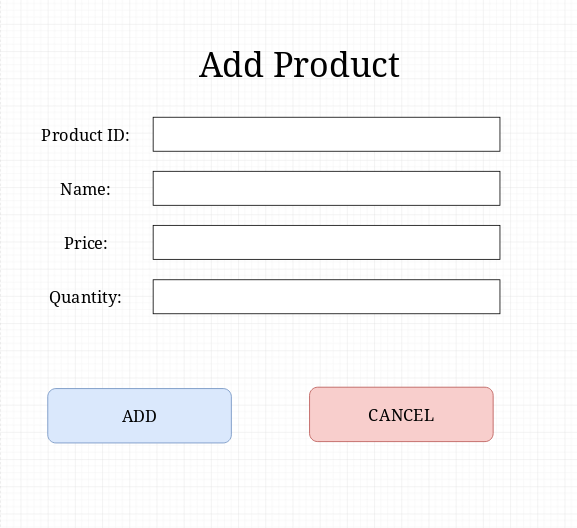 Add Product
Product ID:
Name:
Price:
Quantity:
ADD
CANCEL